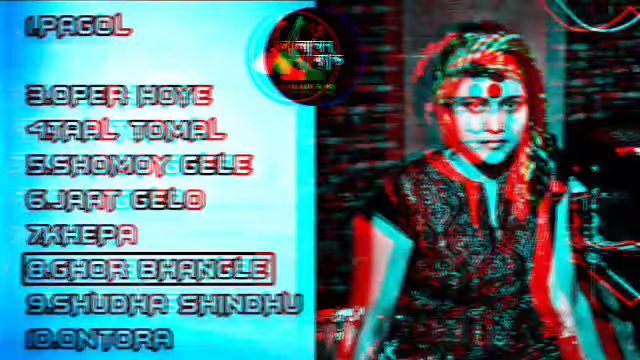 1.PAGOL
3.OPER HOYE
4.TAAL TOMAL
5.SHOMOY GELE
6.JAAT GELO
7.KHEPA
8.GHOR BHANGLE
9.SHUDHA SHINDHU
10.ONTORA